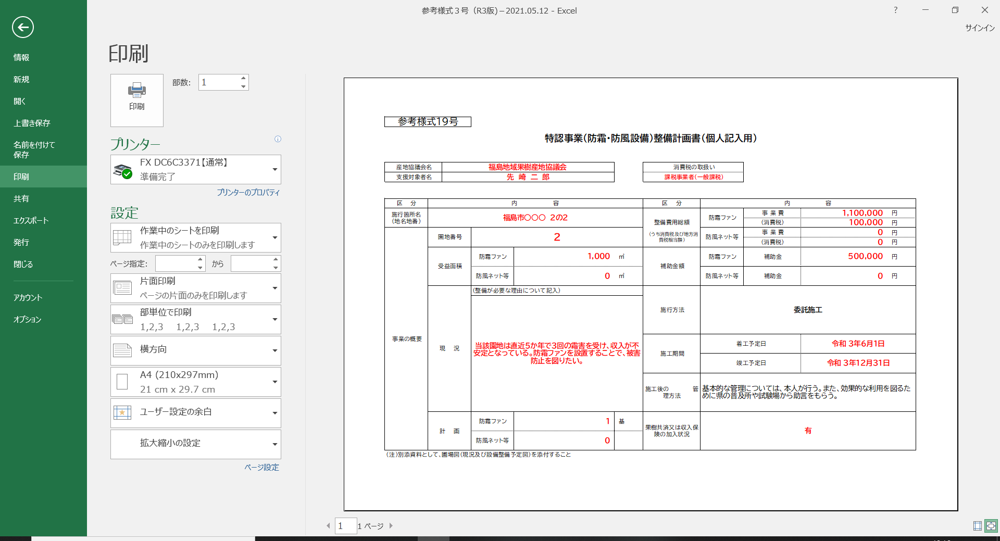 参考様式３号（R3版)－2021.05.12 - Excel
?
サインイン
情報
新規
開く
上書き保存
名前を付けて
保存
印刷
共有
エクスポート
発行
閉じる
アカウント
オプション
印刷
印刷
部数:
1
プリンター
FX DC6C3371【通常】
準備完了
プリンターのプロパティ
設定
作業中のシートを印刷
作業中のシートのみを印刷します
ページ指定: から
片面印刷
ページの片面のみを印刷します
部単位で印刷
1,2,3 1,2,3 1,2,3
横方向
A4 (210x297mm)
21 cm x 29.7 cm
ユーザー設定の余白
拡大縮小の設定
ページ設定
参考様式19号
特認事業（防霜・防風設備）整備計画書（個人記入用）
産地協議会名 福島地域果樹産地協議会
支援対象者名 先 崎 二 郎
消費税の取扱い
課税事業者（一般課税）
区 分 内 容 区 分 内 容
施行箇所名
（地名地番）
福島市〇〇〇 2の2
整備費用総額
（うち消費税及び地方消
費税相当額）
防霜ファン 事 業 費 1,100,000 円
（消費税） 100,000 円
防風ネット等 事 業 費 0 円
（消費税） 0 円
事業の概要
園地番号 2
受益面積
防霜ファン 1,000 ㎡
防風ネット等 0 ㎡
補助金額
防霜ファン 補助金 500,000 円
防風ネット等 補助金 0 円
現 況
（整備が必要な理由について記入）
当該園地は直近5か年で3回の霜害を受け、収入が不
安定となっている。防霜ファンを設置することで、被害
防止を図りたい。
施行方法 委託施工
施工期間
着工予定日 令和 3年6月1日
竣工予定日 令和 3年12月31日
施工後の 管
理方法
基本的な管理については、本人が行う。また、効果的な利用を図るた
めに県の普及所や試験場から助言をもらう。
計 画
防霜ファン 1 基
防風ネット等 0
果樹共済又は収入保
険の加入状況
有
（注）別添資料として、圃場図（現況及び設備整備予定図）を添付すること
1
1 ページ